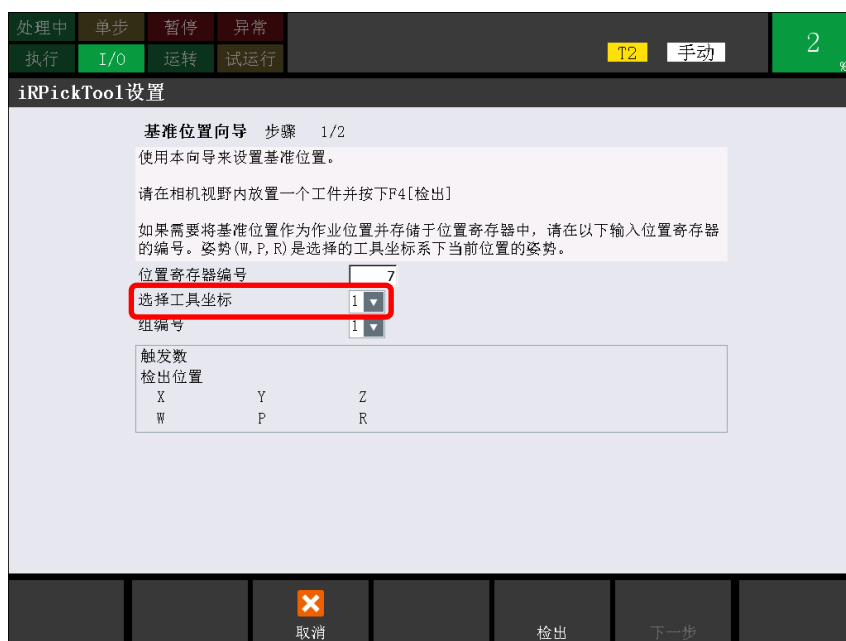 处理中 单步 暂停 异常
执行 I/O 运转 试运行 T2 手动 2 %
iRPickTool设置
基准位置向导 步骤 1/2
使用本向导来设置基准位置。
请在相机视野内放置一个工件并按下F4[检出]
如果需要将基准位置作为作业位置并存储于位置寄存器中，请在以下输入位置寄存器
的编号。姿势(W,P,R)是选择的工具坐标系下当前位置的姿势。
位置寄存器编号 7
选择工具坐标 1
组编号 1
触发数
检出位置
X Y Z
W P R
取消 检出 下一步